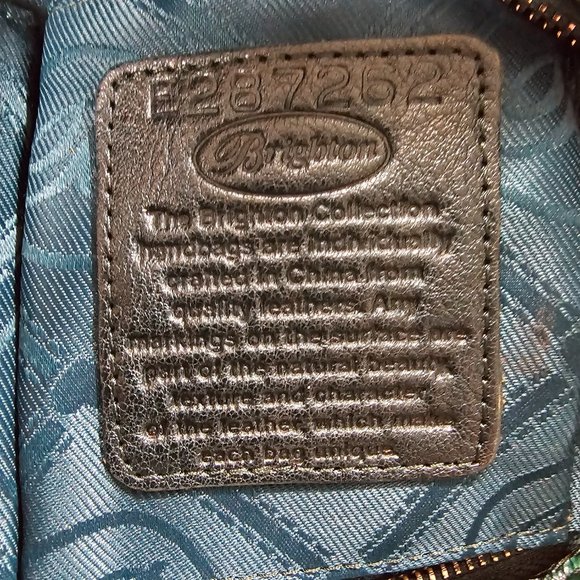 E287262
Brighton
The Brighton Collection
handbags are individually
crafted in China from
quality leathers. Any
markings on the surface are
part of the natural beauty,
texture and character
of the leather, which make
each bag unique.